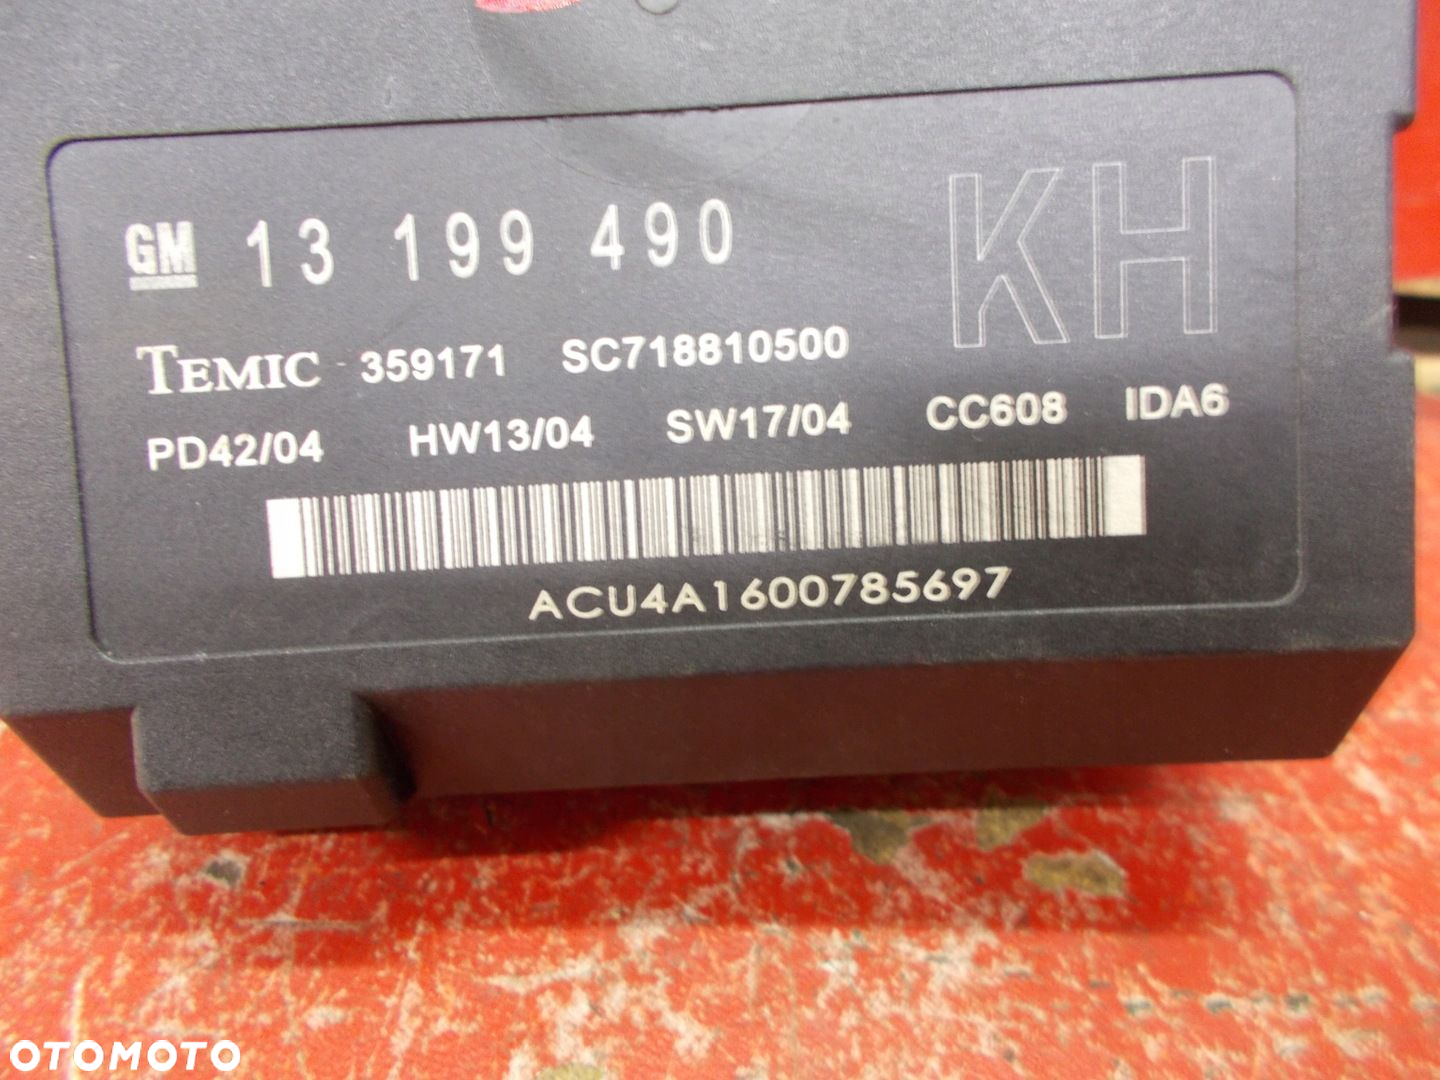 GM 13 199 490 KH
TEMIC 359171 SC718810500
PD42/04 HW13/04 SW17/04 CC608 IDA6
ACU4A1600785697
OTOMOTO